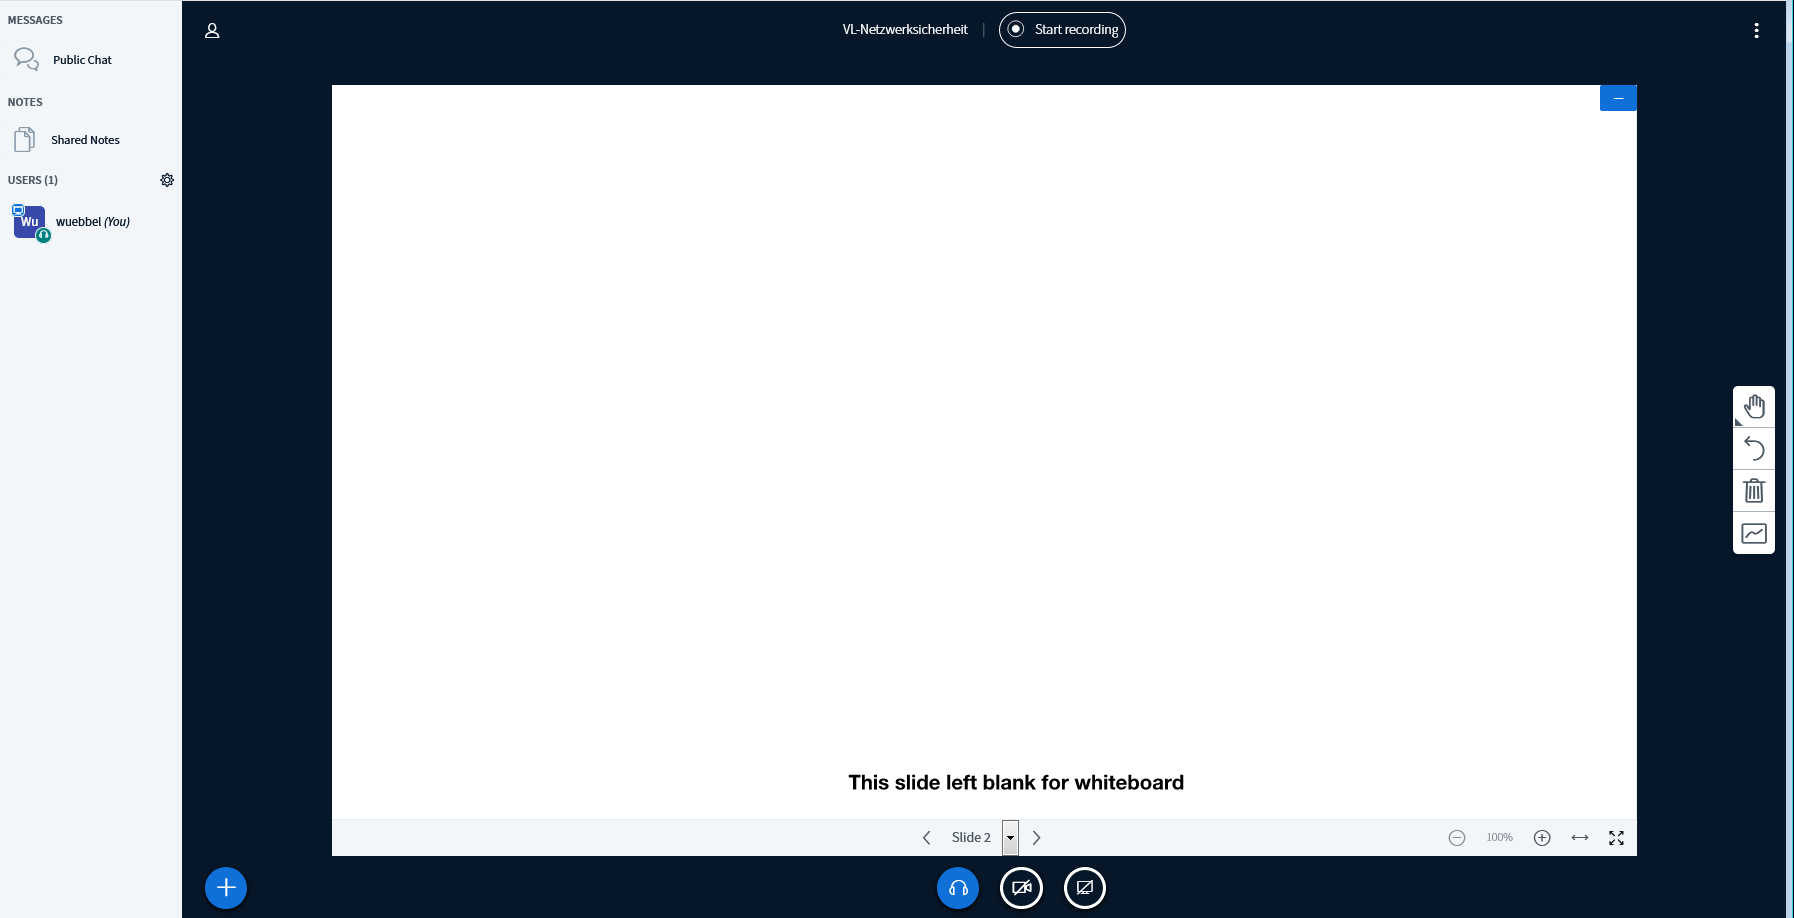 MESSAGES
Public Chat
NOTES
Shared Notes
USERS (1)
Wu
wuebbel (You)
VL-Netzwerksicherheit
Start recording
This slide left blank for whiteboard
Slide 2
100%